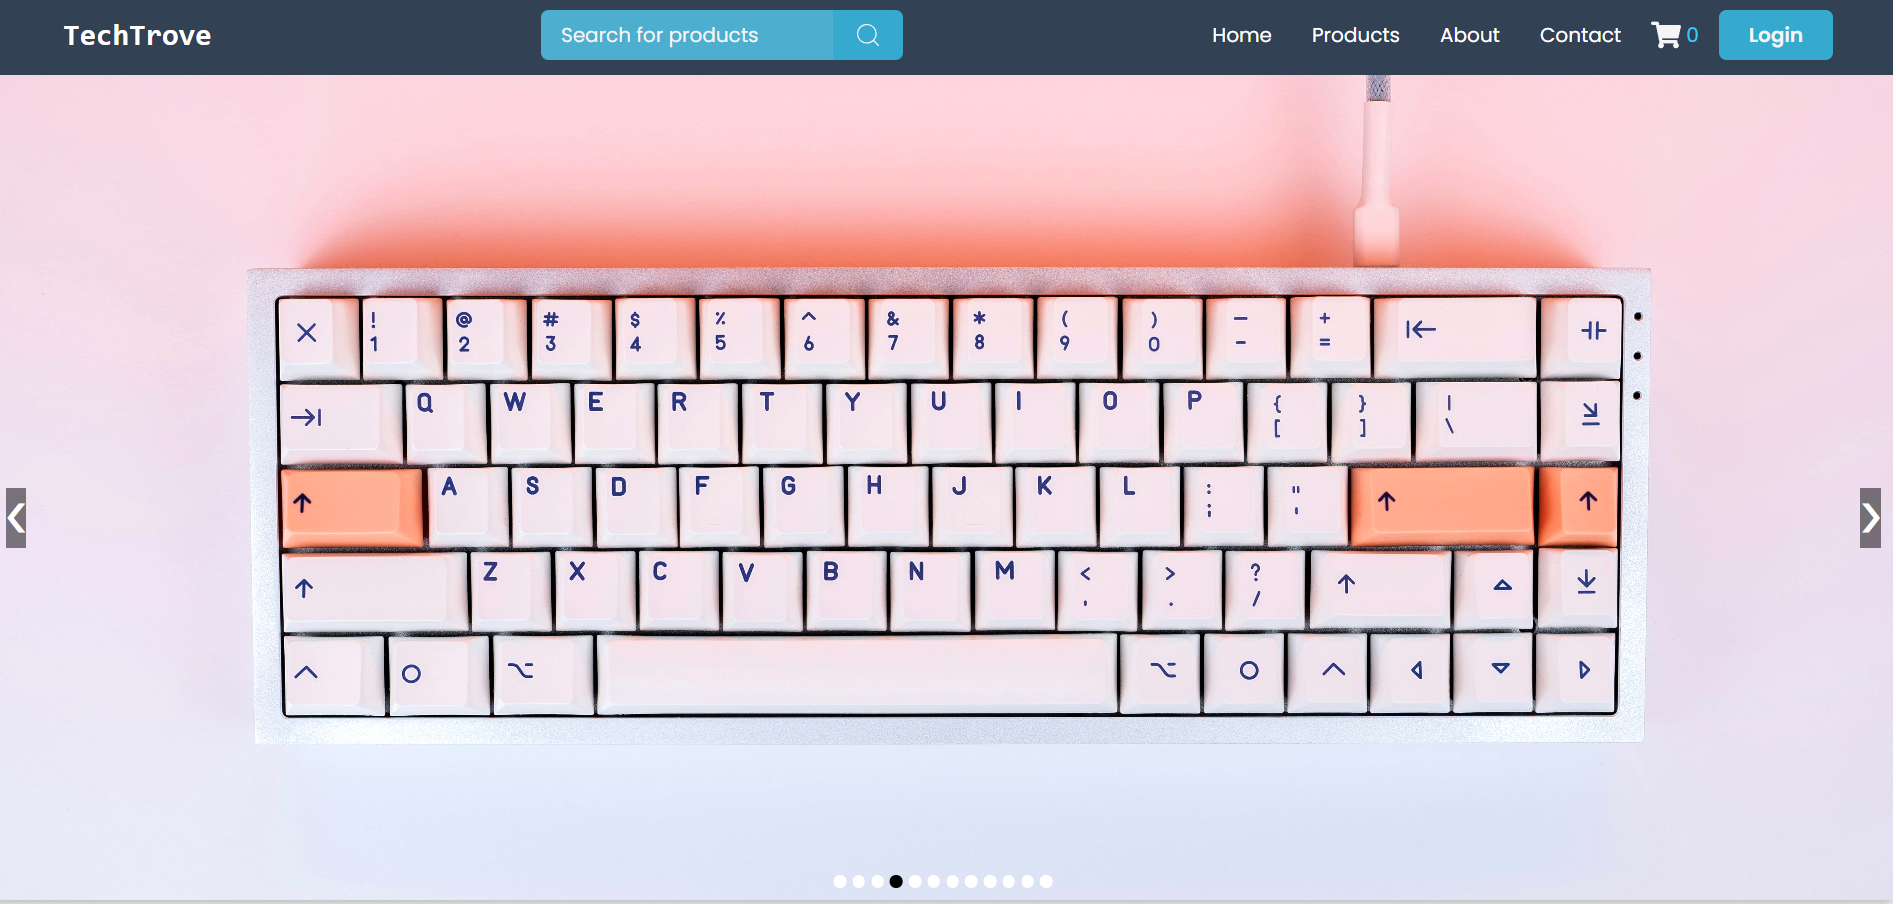 TechTrove
Search for products
Home Products About Contact 0 Login
! @ # $ % ^ & * ( ) — +
1 2 3 4 5 6 7 8 9 0 - =
Q W E R T Y U I O P { } |
[ ] \
A S D F G H J K L : "
; '
Z X C V B N M < > ?
, . /